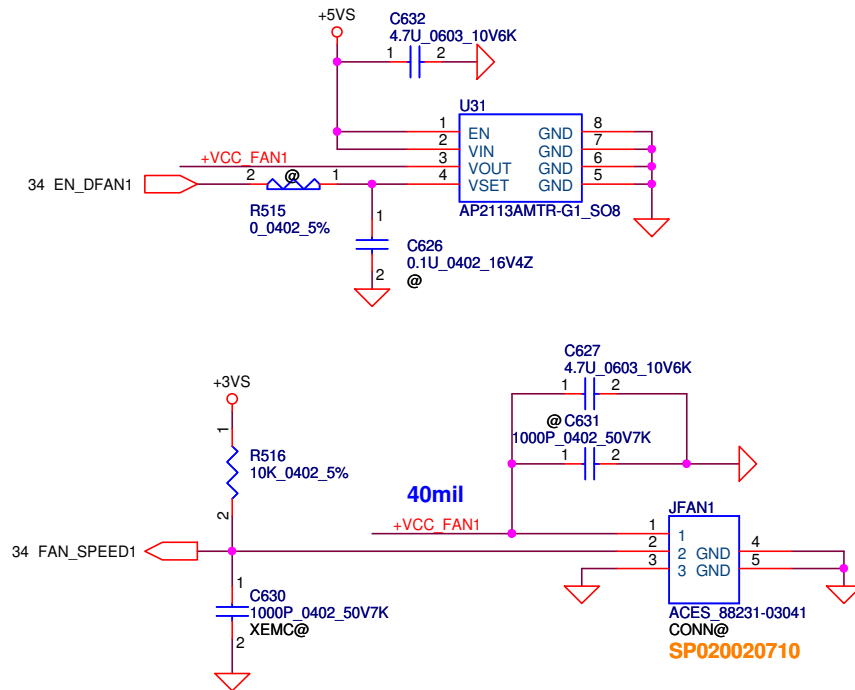 +5VS
C632
4.7U_0603_10V6K
1 2
U31
1 EN GND 8
2 VIN GND 7
+VCC_FAN1 3 VOUT GND 6
34 EN_DFAN1 2 @ 1 4 VSET GND 5
R515
0_0402_5%
AP2113AMTR-G1_SO8
1
C626
0.1U_0402_16V4Z
2
@
C627
4.7U_0603_10V6K
1 2
+3VS
@ C631
1000P_0402_50V7K
1 2
1
R516
10K_0402_5%
2
40mil
JFAN1
+VCC_FAN1 1 1
34 FAN_SPEED1 2 2 GND 4
3 3 GND 5
1
C630
1000P_0402_50V7K
XEMC@
2
ACES_88231-03041
CONN@
SP020020710